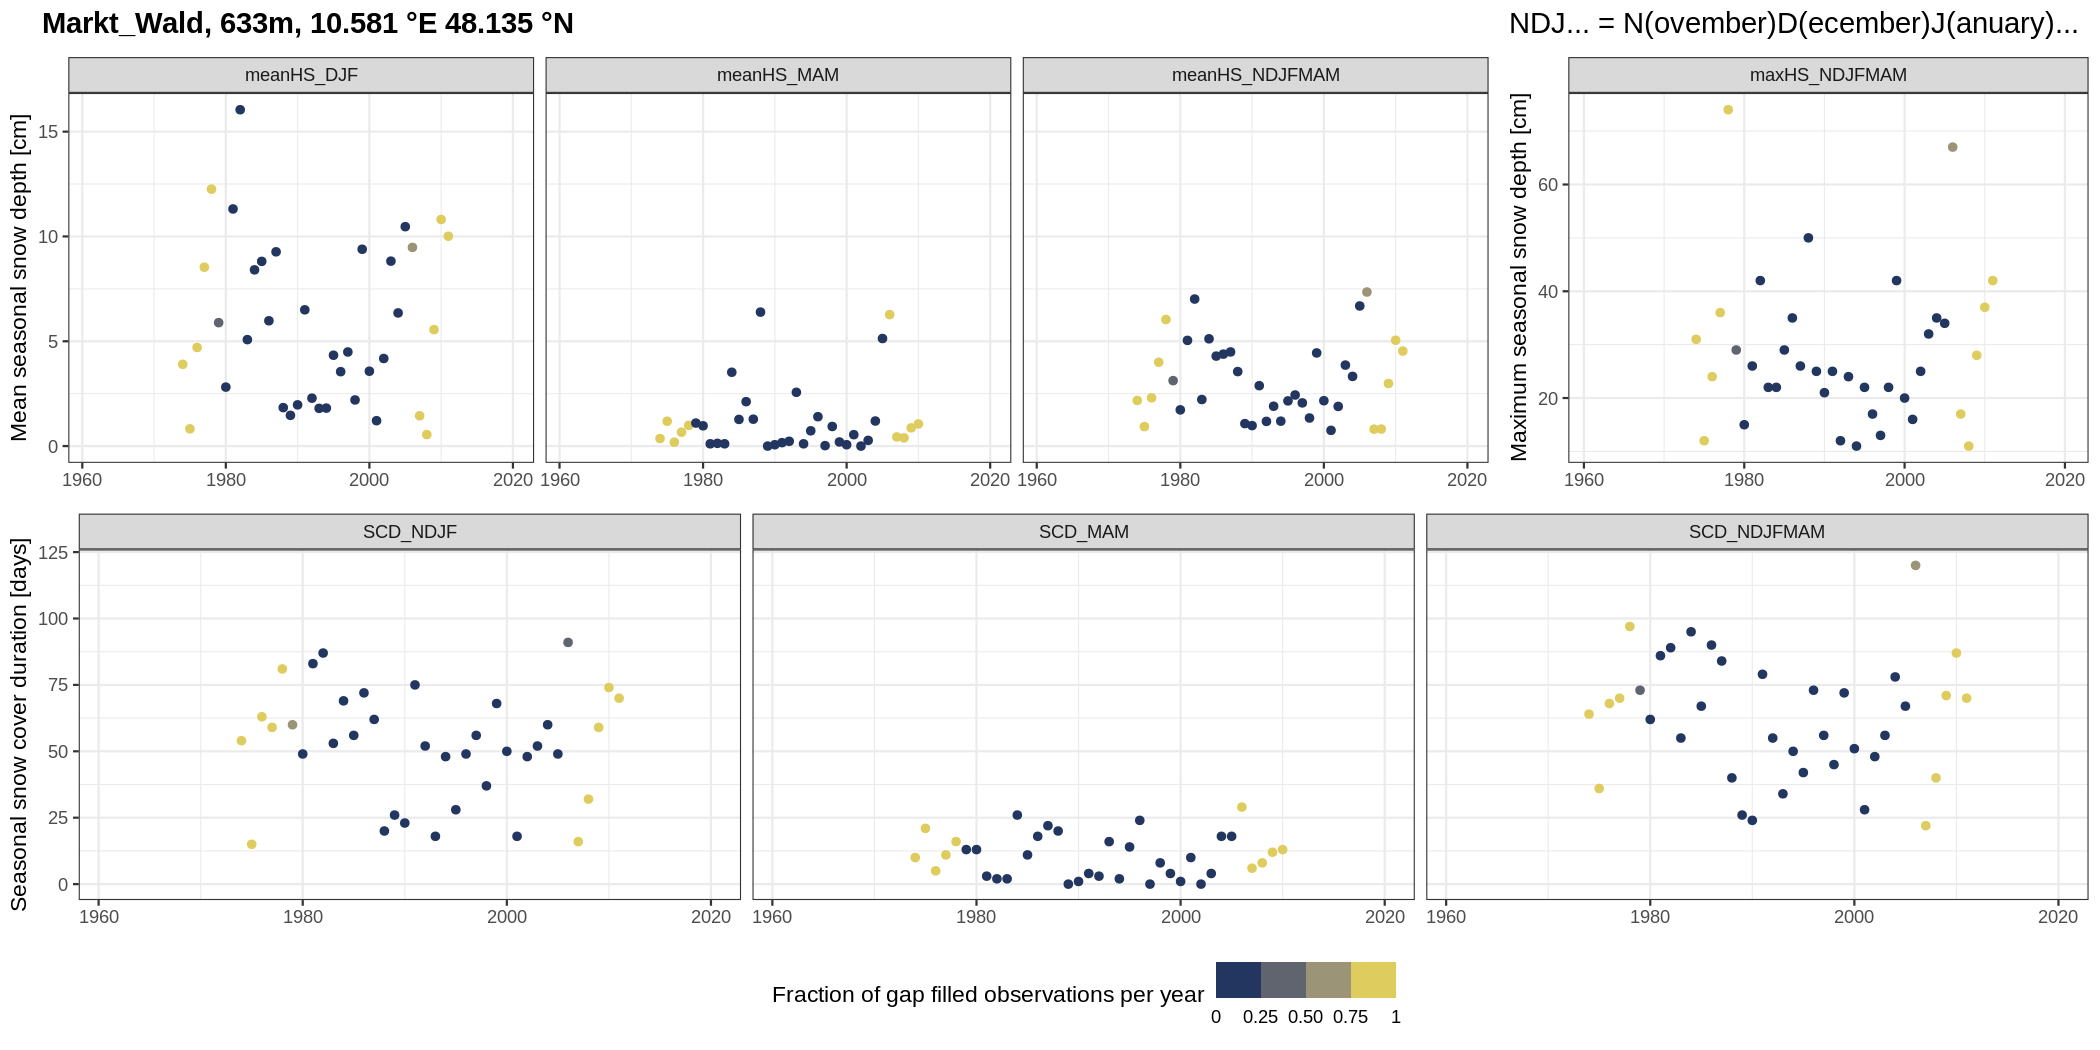 Markt_Wald, 633m, 10.581 °E 48.135 °N
NDJ... = N(ovember)D(ecember)J(anuary)...
meanHS_DJF
meanHS_MAM
meanHS_NDJFMAM
maxHS_NDJFMAM
Mean seasonal snow depth [cm]
15
10
5
0
1960 1980 2000 2020
1960 1980 2000 2020
1960 1980 2000 2020
Maximum seasonal snow depth [cm]
60
40
20
1960 1980 2000 2020
SCD_NDJF
SCD_MAM
SCD_NDJFMAM
Seasonal snow cover duration [days]
125
100
75
50
25
0
1960 1980 2000 2020
1960 1980 2000 2020
1960 1980 2000 2020
Fraction of gap filled observations per year
0 0.25 0.50 0.75 1